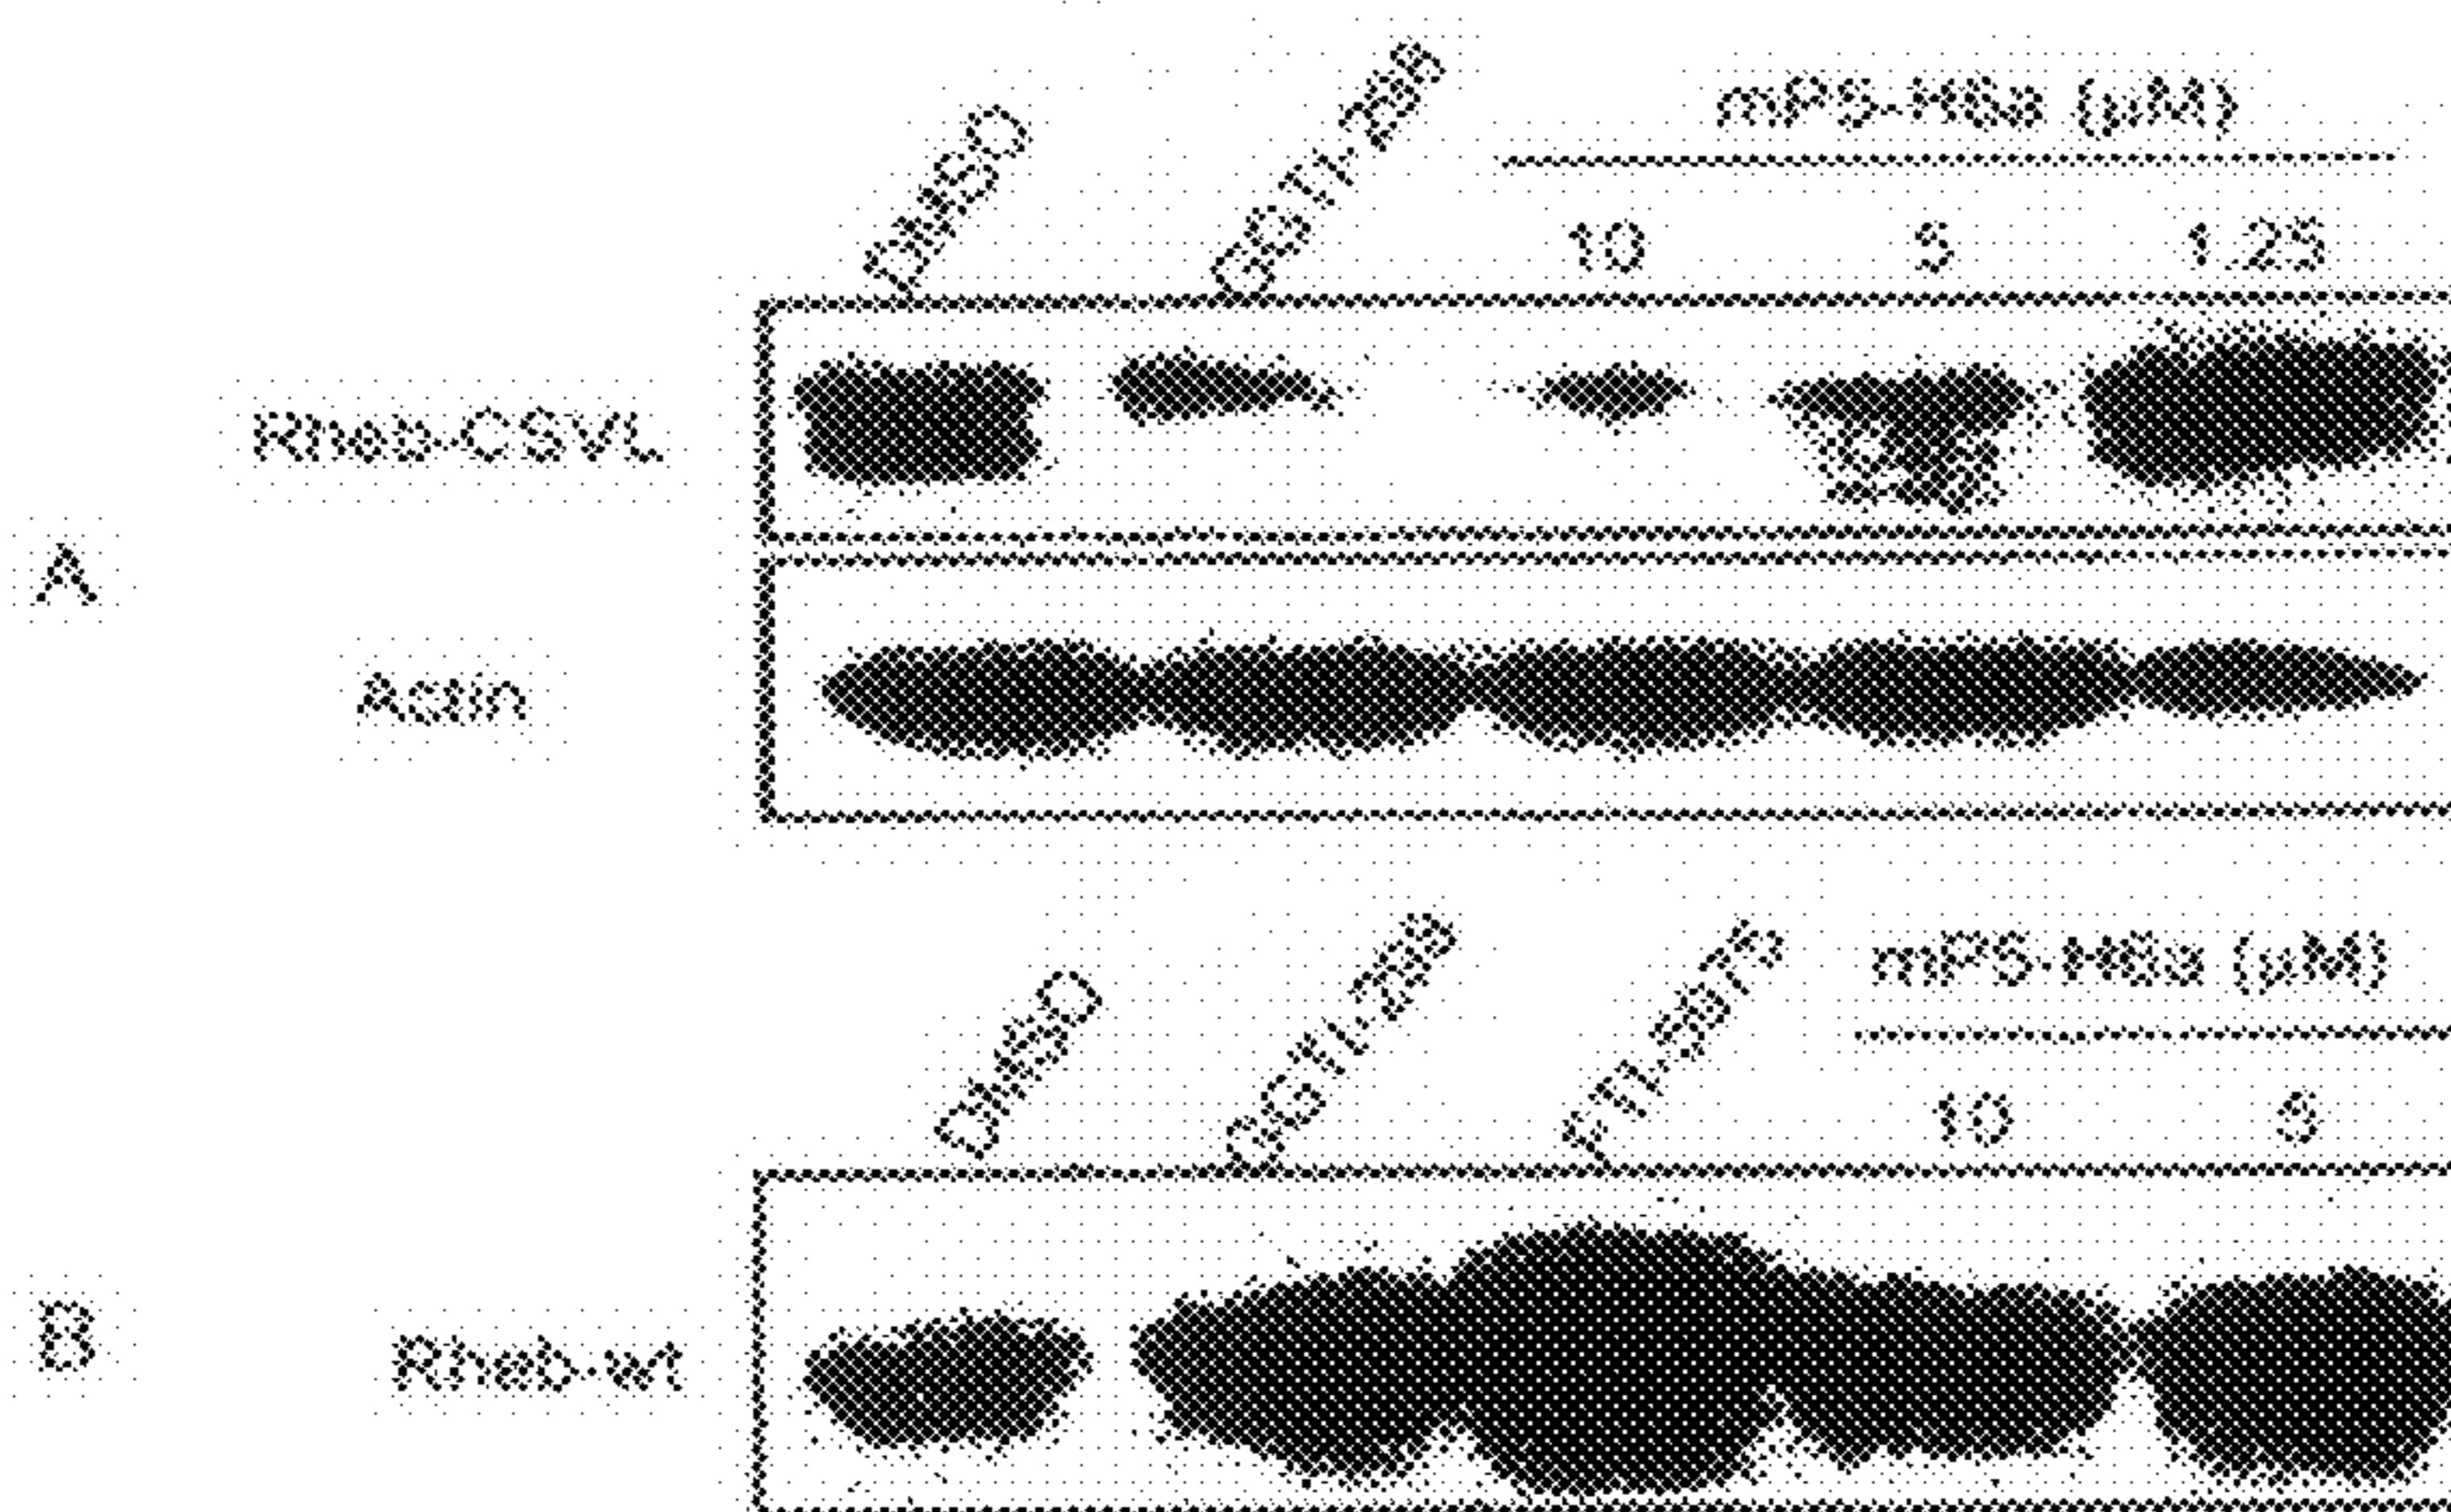 DMSO
GGTI-298
mPS-HSa (µM)
10 5 1.25
Rheb-CSVL
A
Actin
DMSO
GGTI-298
FTI-
mPS-HSa (µM)
10 5
B
Rheb-wt